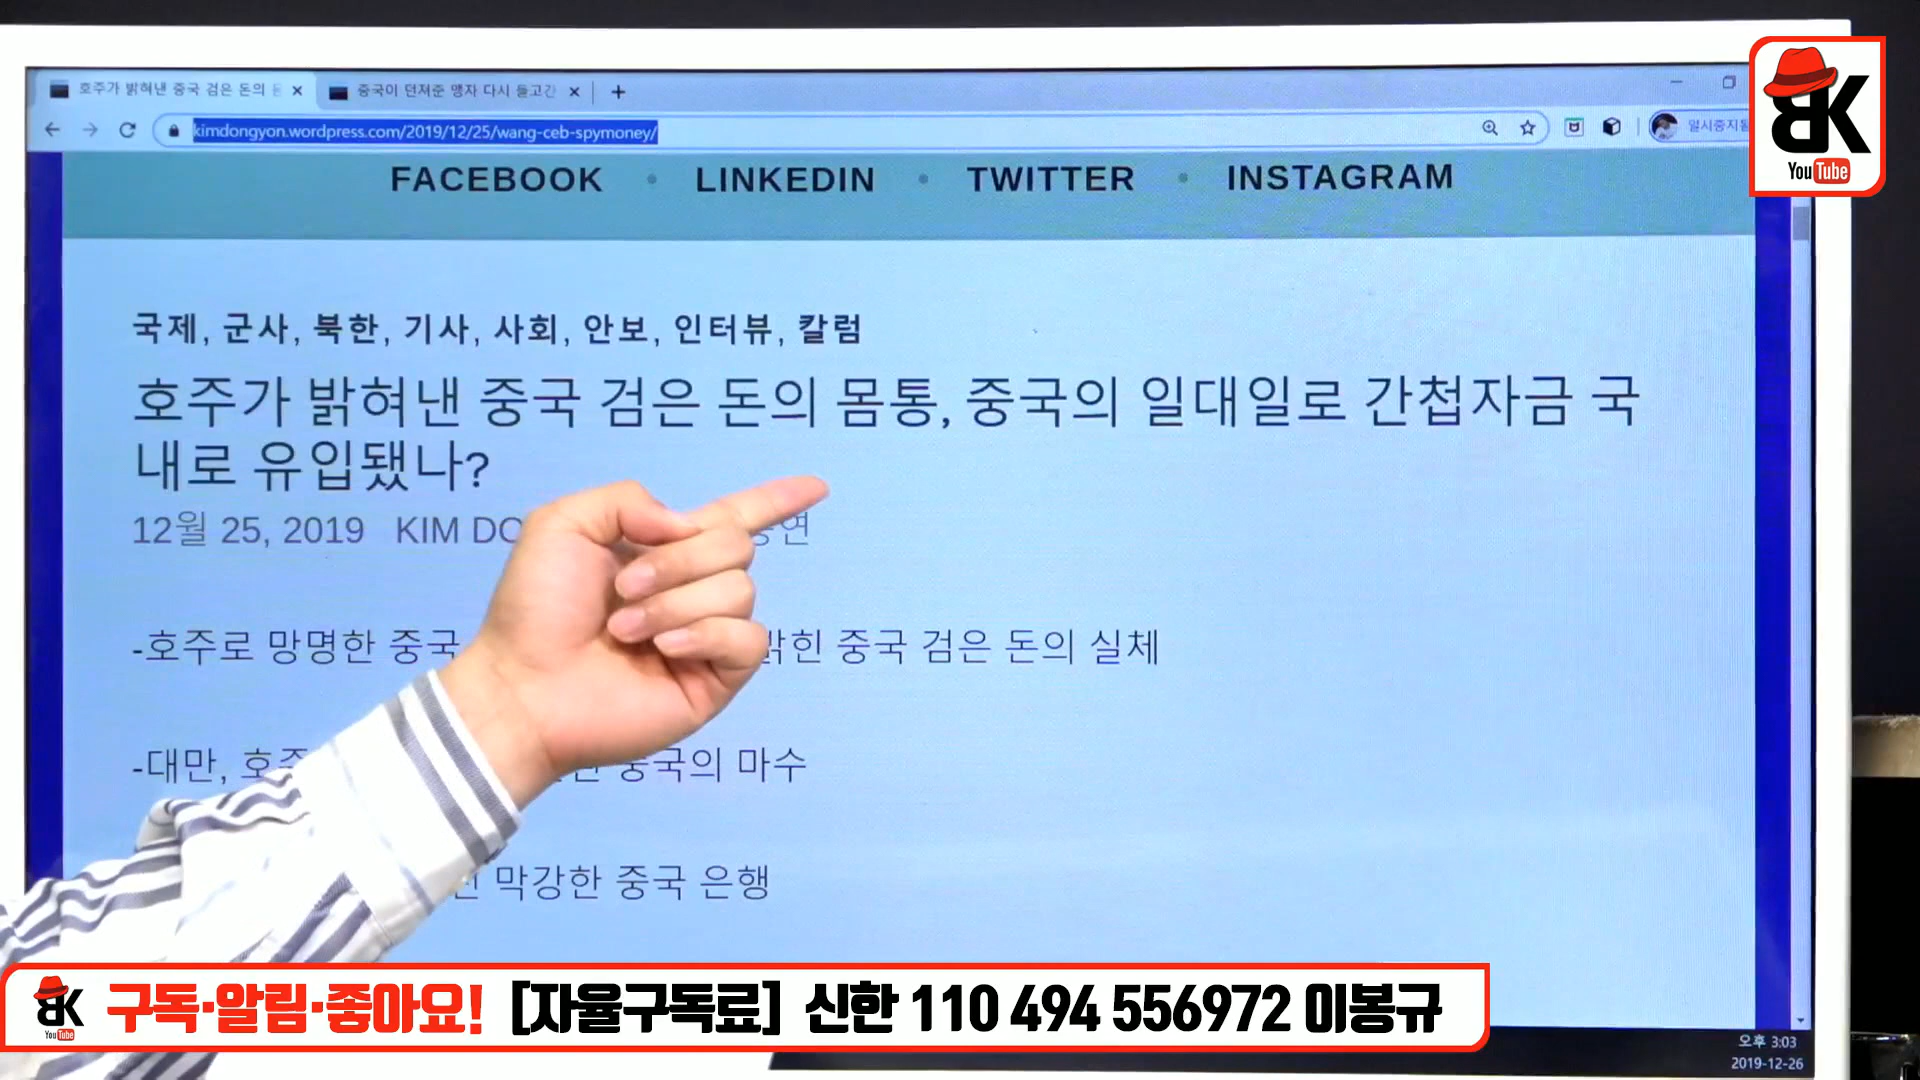 호주가 밝혀낸 중국 검은 돈의
중국이 던져준 맹자 다시 들고간
kimdongyon.wordpress.com/2019/12/25/wang-ceb-spymoney/
일시중지됨
BK
YouTube
FACEBOOK • LINKEDIN • TWITTER • INSTAGRAM
국제, 군사, 북한, 기사, 사회, 안보, 인터뷰, 칼럼
호주가 밝혀낸 중국 검은 돈의 몸통, 중국의 일대일로 간첩자금 국
내로 유입됐나?
12월 25, 2019 KIM
-호주로 망명한 중국 밝힌 중국 검은 돈의 실체
-대만, 중국의 마수
막강한 중국 은행
BK
YouTube
구독·알림·좋아요! [자율구독료] 신한 110 494 556972 이봉규
오후 3:03
2019-12-26